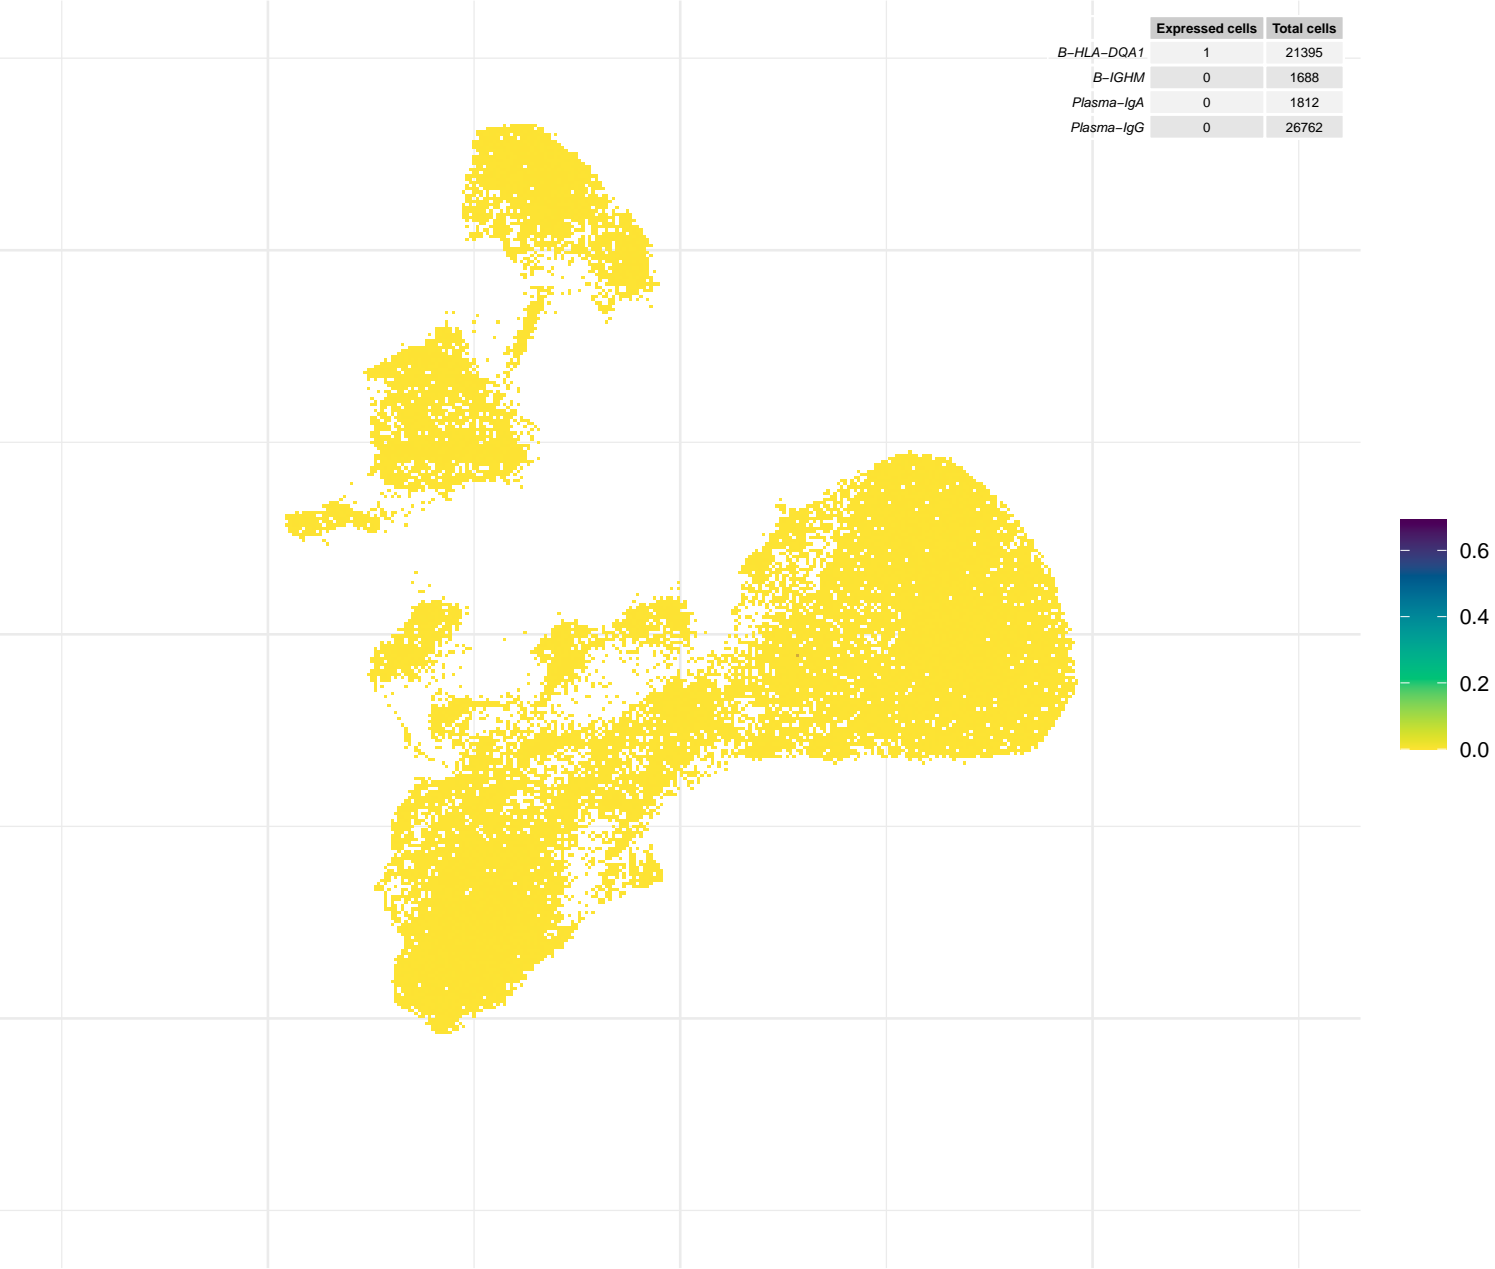 Expressed cells Total cells
B−HLA−DQA1 1 21395
B−IGHM 0 1688
Plasma−IgA 0 1812
Plasma−IgG 0 26762
0.6
0.4
0.2
0.0